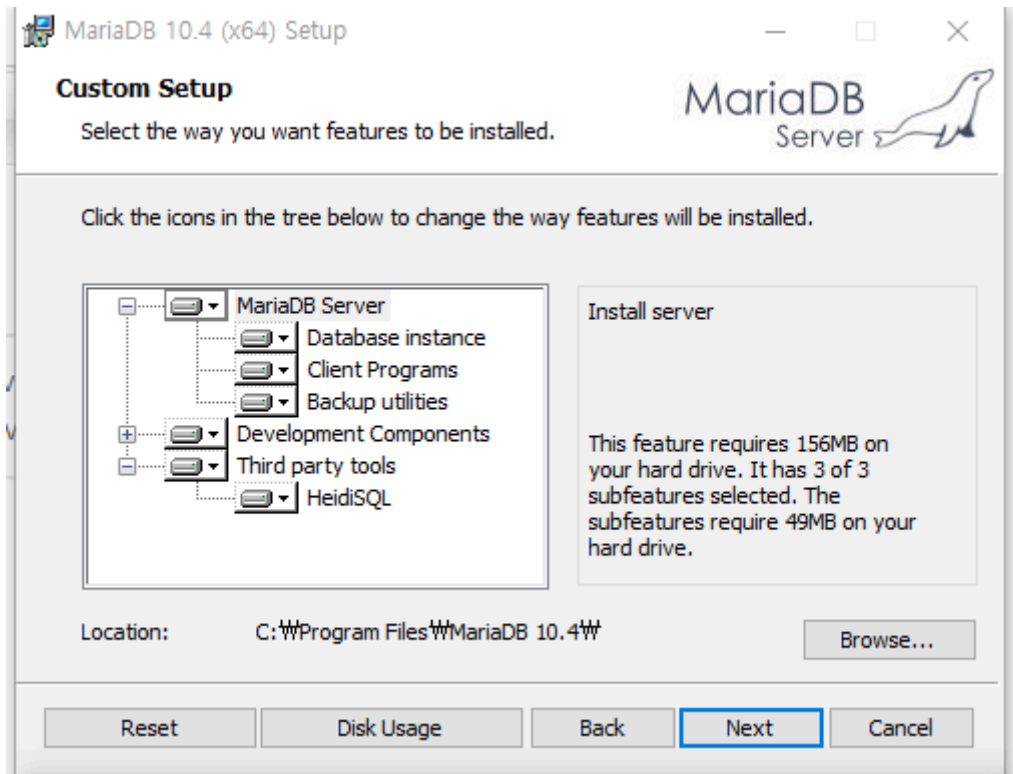 MariaDB 10.4 (x64) Setup
Custom Setup
Select the way you want features to be installed.
MariaDB
Server
Click the icons in the tree below to change the way features will be installed.
MariaDB Server
Database instance
Client Programs
Backup utilities
Development Components
Third party tools
HeidiSQL
Install server
This feature requires 156MB on
your hard drive. It has 3 of 3
subfeatures selected. The
subfeatures require 49MB on your
hard drive.
Location: C:₩Program Files₩MariaDB 10.4₩
Browse...
Reset Disk Usage Back Next Cancel